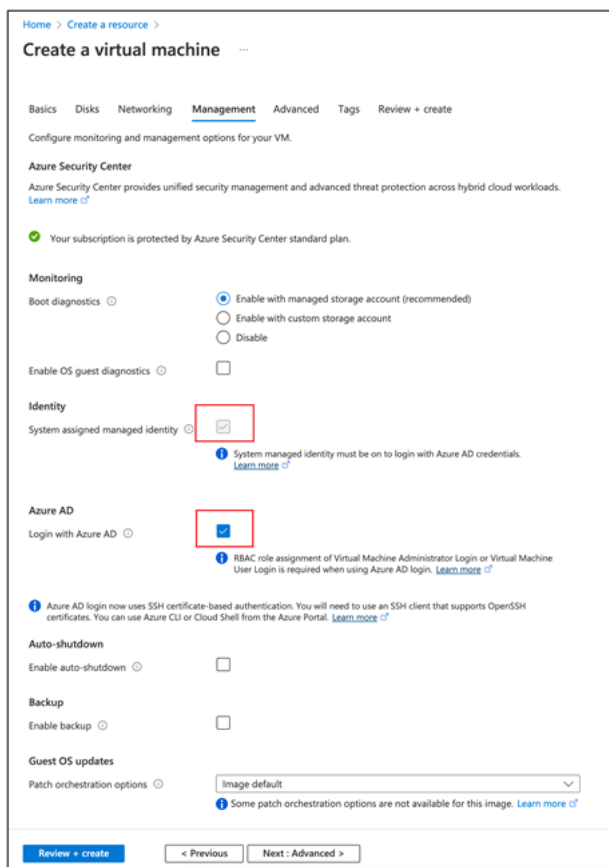 Home > Create a resource >
Create a virtual machine ...
Basics Disks Networking Management Advanced Tags Review + create
Configure monitoring and management options for your VM.
Azure Security Center
Azure Security Center provides unified security management and advanced threat protection across hybrid cloud workloads.
Learn more
Your subscription is protected by Azure Security Center standard plan.
Monitoring
Boot diagnostics
Enable with managed storage account (recommended)
Enable with custom storage account
Disable
Enable OS guest diagnostics
Identity
System assigned managed identity
System managed identity must be on to login with Azure AD credentials.
Learn more
Azure AD
Login with Azure AD
RBAC role assignment of Virtual Machine Administrator Login or Virtual Machine
User Login is required when using Azure AD login. Learn more
Azure AD login now uses SSH certificate-based authentication. You will need to use an SSH client that supports OpenSSH
certificates. You can use Azure CLI or Cloud Shell from the Azure Portal. Learn more
Auto-shutdown
Enable auto-shutdown
Backup
Enable backup
Guest OS updates
Patch orchestration options
Image default
Some patch orchestration options are not available for this image. Learn more
Review + create < Previous Next : Advanced >